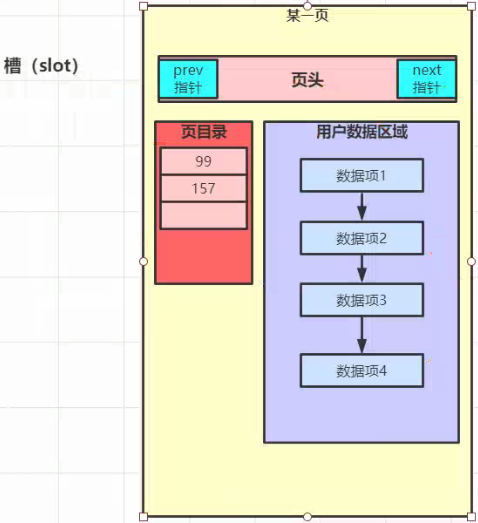 某一页
槽（slot）
prev
指针
页头
next
指针
页目录
99
157
用户数据区域
数据项1
数据项2
数据项3
数据项4